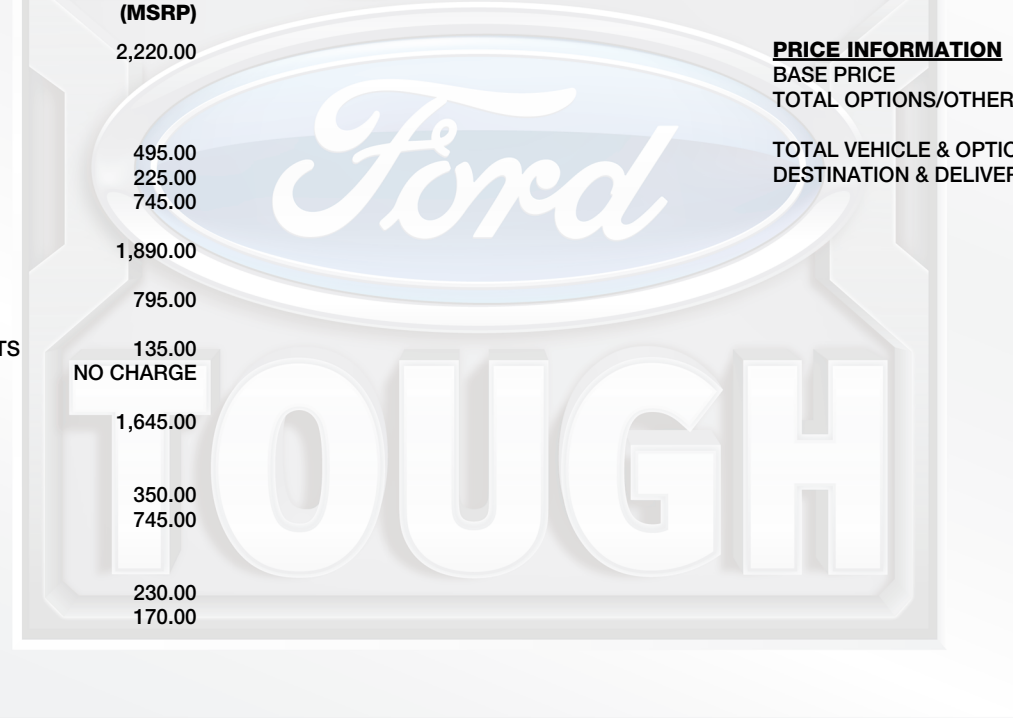 (MSRP)
2,220.00
495.00
225.00
745.00
1,890.00
795.00
TS 135.00
NO CHARGE
1,645.00
350.00
745.00
230.00
170.00
PRICE INFORMATION
BASE PRICE
TOTAL OPTIONS/OTHER
TOTAL VEHICLE & OPTIO
DESTINATION & DELIVER
Ford
TOUGH